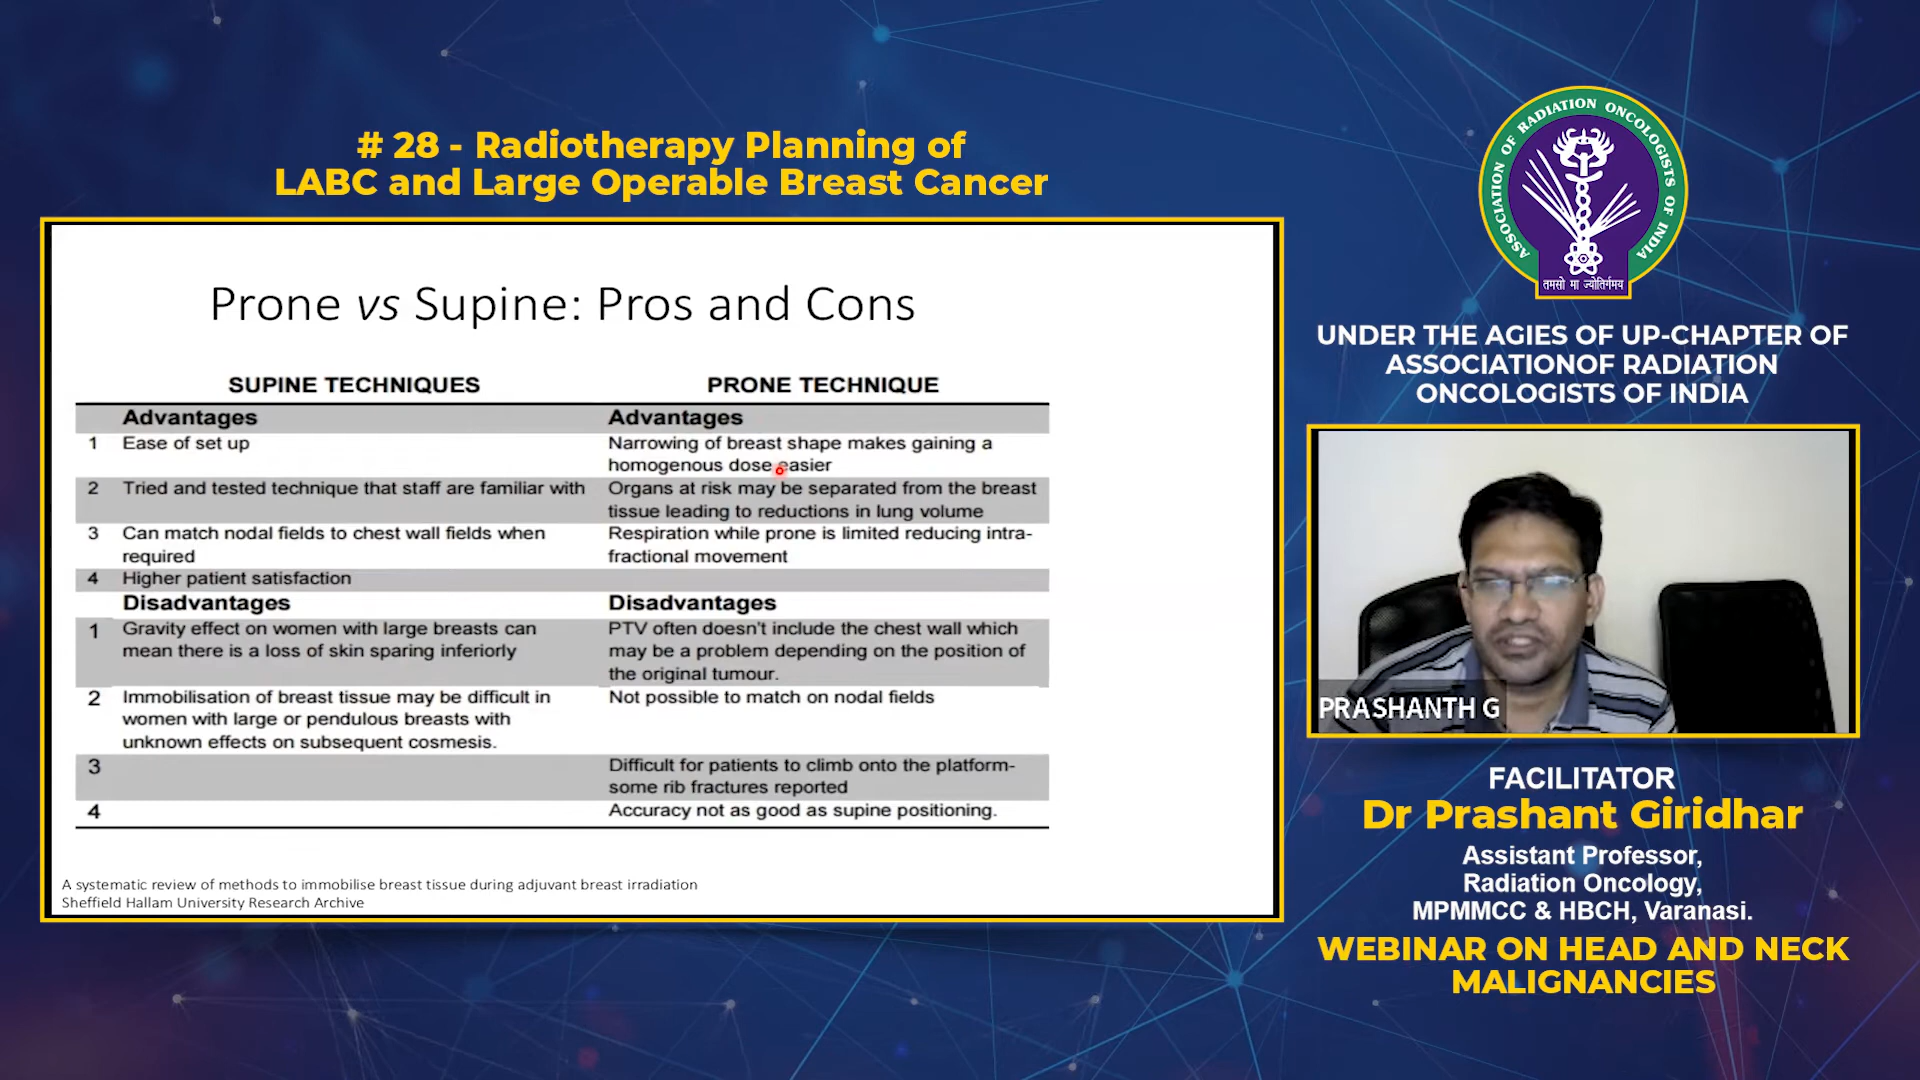 # 28 - Radiotherapy Planning of
LABC and Large Operable Breast Cancer
Prone vs Supine: Pros and Cons
SUPINE TECHNIQUES PRONE TECHNIQUE
Advantages Advantages
1 Ease of set up Narrowing of breast shape makes gaining a
homogenous dose easier
2 Tried and tested technique that staff are familiar with Organs at risk may be separated from the breast
tissue leading to reductions in lung volume
3 Can match nodal fields to chest wall fields when Respiration while prone is limited reducing intra-
required fractional movement
4 Higher patient satisfaction
Disadvantages Disadvantages
1 Gravity effect on women with large breasts can PTV often doesn't include the chest wall which
mean there is a loss of skin sparing inferiorly may be a problem depending on the position of
the original tumour.
2 Immobilisation of breast tissue may be difficult in Not possible to match on nodal fields
women with large or pendulous breasts with
unknown effects on subsequent cosmesis.
3 Difficult for patients to climb onto the platform-
some rib fractures reported
4 Accuracy not as good as supine positioning.
A systematic review of methods to immobilise breast tissue during adjuvant breast irradiation
Sheffield Hallam University Research Archive
ASSOCIATION OF RADIATION ONCOLOGISTS OF INDIA
तमसो मा ज्योतिर्गमय
UNDER THE AGIES OF UP-CHAPTER OF
ASSOCIATIONOF RADIATION
ONCOLOGISTS OF INDIA
PRASHANTH G
FACILITATOR
Dr Prashant Giridhar
Assistant Professor,
Radiation Oncology,
MPMMCC & HBCH, Varanasi.
WEBINAR ON HEAD AND NECK
MALIGNANCIES